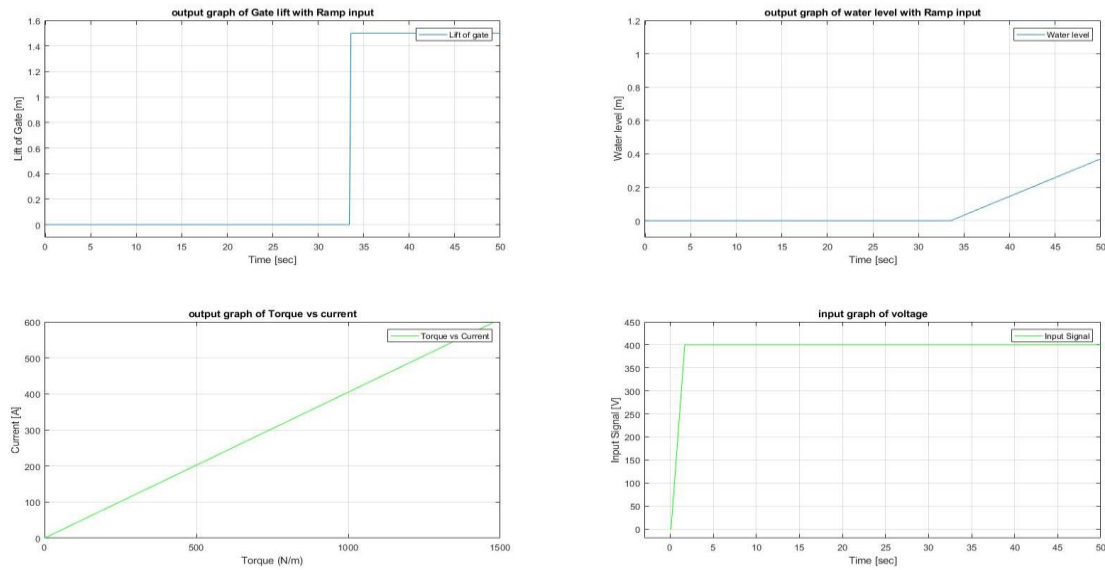 output graph of Gate lift with Ramp input
Lift of Gate [m]
1.6
1.4
1.2
1
0.8
0.6
0.4
0.2
0
Lift of gate
0 5 10 15 20 25 30 35 40 45 50
Time [sec]
output graph of water level with Ramp input
Water level [m]
1.2
1
0.8
0.6
0.4
0.2
0
Water level
0 5 10 15 20 25 30 35 40 45 50
Time [sec]
output graph of Torque vs current
Current [A]
600
500
400
300
200
100
0
Torque vs Current
0 500 1000 1500
Torque (N/m)
input graph of voltage
Input Signal [V]
450
400
350
300
250
200
150
100
50
0
Input Signal
0 5 10 15 20 25 30 35 40 45 50
Time [sec]